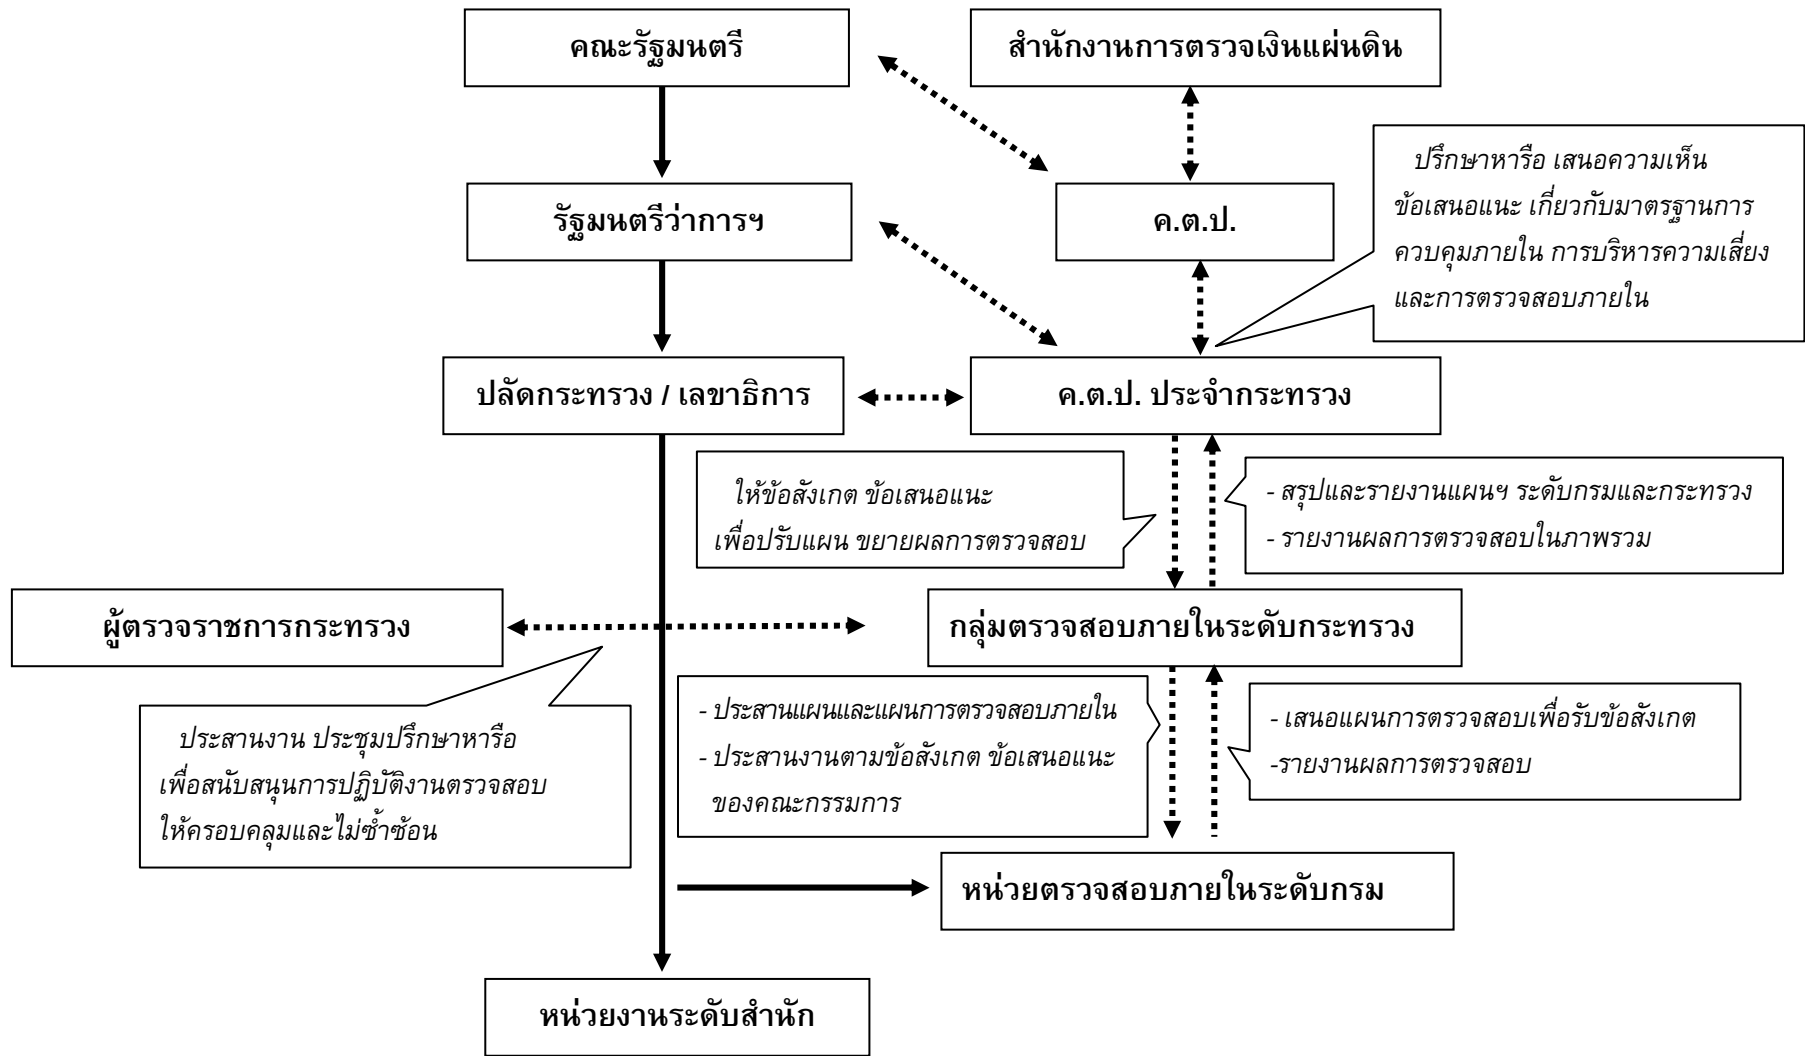 คณะรัฐมนตรี
สำนักงานการตรวจเงินแผ่นดิน
ปรึกษาหารือ เสนอความเห็น
ข้อเสนอแนะ เกี่ยวกับมาตรฐานการ
ควบคุมภายใน การบริหารความเสี่ยง
และการตรวจสอบภายใน
รัฐมนตรีว่าการฯ
ค.ต.ป.
ปลัดกระทรวง / เลขาธิการ
ค.ต.ป. ประจำกระทรวง
ให้ข้อสังเกต ข้อเสนอแนะ
เพื่อปรับแผน ขยายผลการตรวจสอบ
- สรุปและรายงานแผนฯ ระดับกรมและกระทรวง
- รายงานผลการตรวจสอบในภาพรวม
ผู้ตรวจราชการกระทรวง
กลุ่มตรวจสอบภายในระดับกระทรวง
ประสานงาน ประชุมปรึกษาหารือ
เพื่อสนับสนุนการปฏิบัติงานตรวจสอบ
ให้ครอบคลุมและไม่ซ้ำซ้อน
- ประสานแผนและแผนการตรวจสอบภายใน
- ประสานงานตามข้อสังเกต ข้อเสนอแนะ
ของคณะกรรมการ
- เสนอแผนการตรวจสอบเพื่อรับข้อสังเกต
-รายงานผลการตรวจสอบ
หน่วยตรวจสอบภายในระดับกรม
หน่วยงานระดับสำนัก